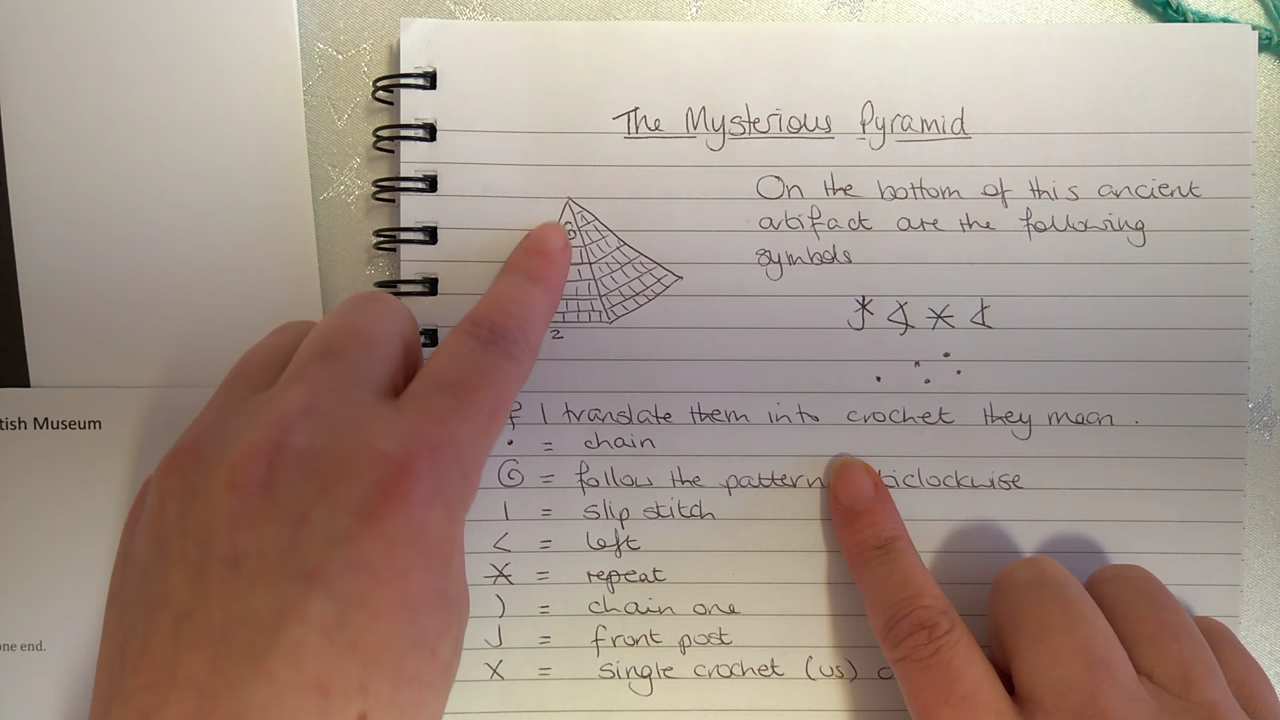 The Mysterious Pyramid
On the bottom of this ancient
artifact are the following
symbols
2
I translate them into crochet they mean.
• = chain
= follow the pattern
| = slip stitch
< = left
= repeat
) = chain one
J = front post
X = single crochet (us)
tish Museum
one end.